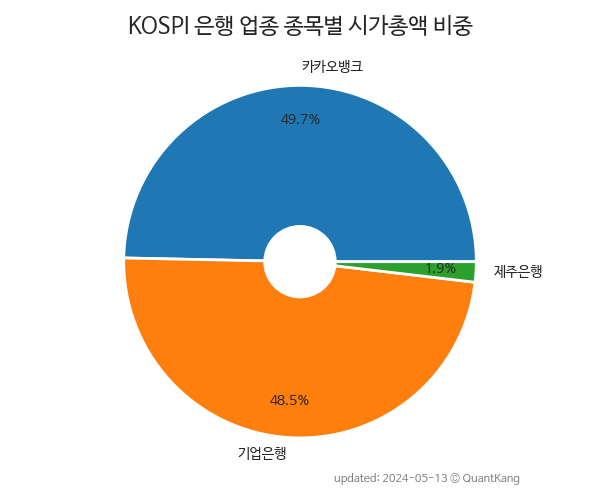 KOSPI 은행 업종 종목별 시가총액 비중
카카오뱅크
49.7%
1.9%
제주은행
48.5%
기업은행
updated: 2024-05-13 © QuantKang